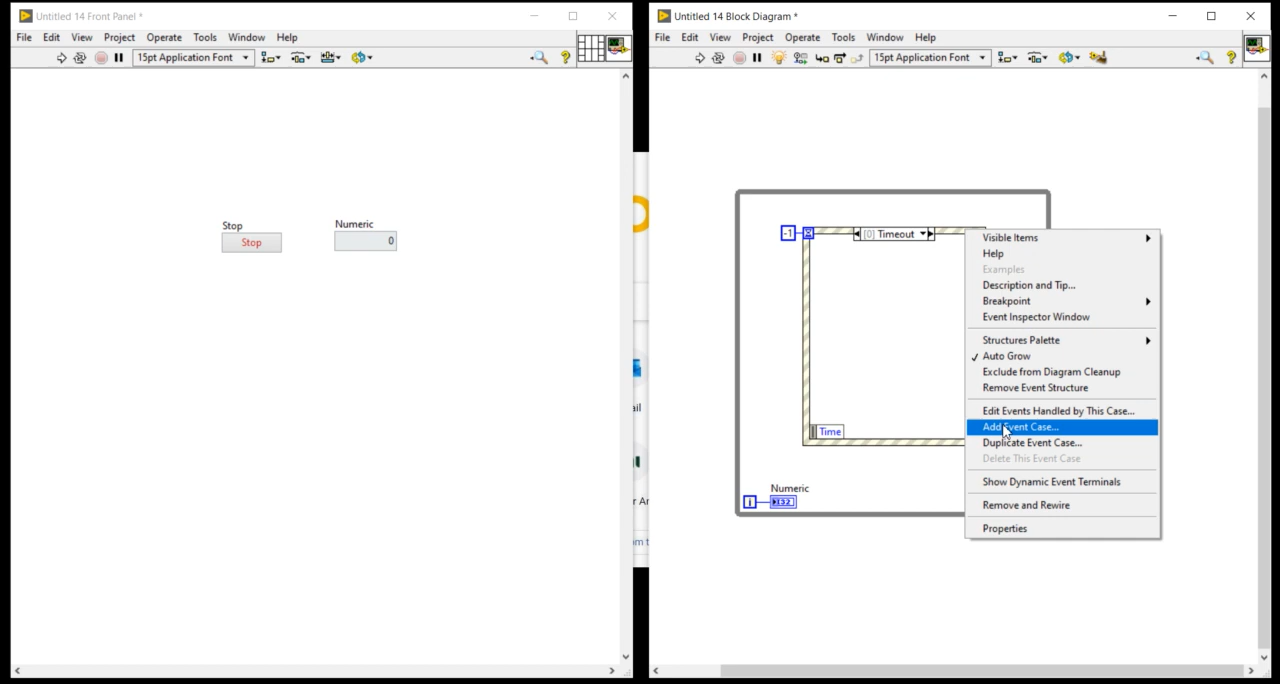 Untitled 14 Front Panel *
File Edit View Project Operate Tools Window Help
15pt Application Font
?
Stop
Stop
Numeric
0
ail
r Ar
om t
Untitled 14 Block Diagram *
File Edit View Project Operate Tools Window Help
15pt Application Font
?
-1
[0] Timeout
Time
Numeric
i
I32
Visible Items
Help
Examples
Description and Tip...
Breakpoint
Event Inspector Window
Structures Palette
✓ Auto Grow
Exclude from Diagram Cleanup
Remove Event Structure
Edit Events Handled by This Case...
Add Event Case...
Duplicate Event Case...
Delete This Event Case
Show Dynamic Event Terminals
Remove and Rewire
Properties